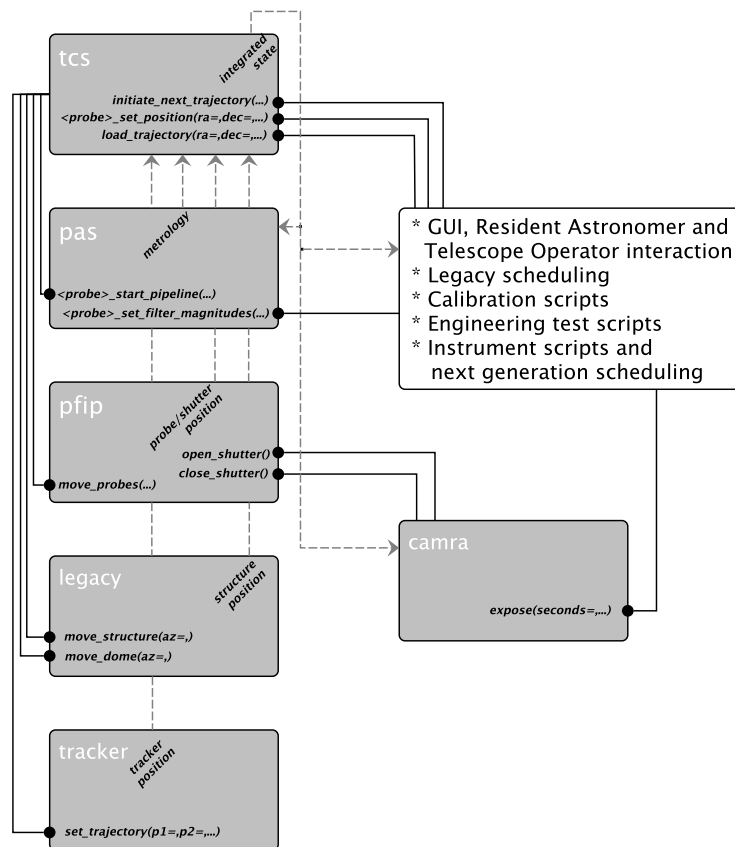 tcs
integrated
state
initiate_next_trajectory(...)
<probe>_set_position(ra=,dec=,...)
load_trajectory(ra=,dec=,...)
pas
metrology
<probe>_start_pipeline(...)
<probe>_set_filter_magnitudes(...)
* GUI, Resident Astronomer and
Telescope Operator interaction
* Legacy scheduling
* Calibration scripts
* Engineering test scripts
* Instrument scripts and
next generation scheduling
pfip
probe/shutter
position
open_shutter()
close_shutter()
move_probes(...)
camra
expose(seconds=,...)
legacy
structure
position
move_structure(az=,)
move_dome(az=,)
tracker
tracker
position
set_trajectory(p1=,p2=,...)